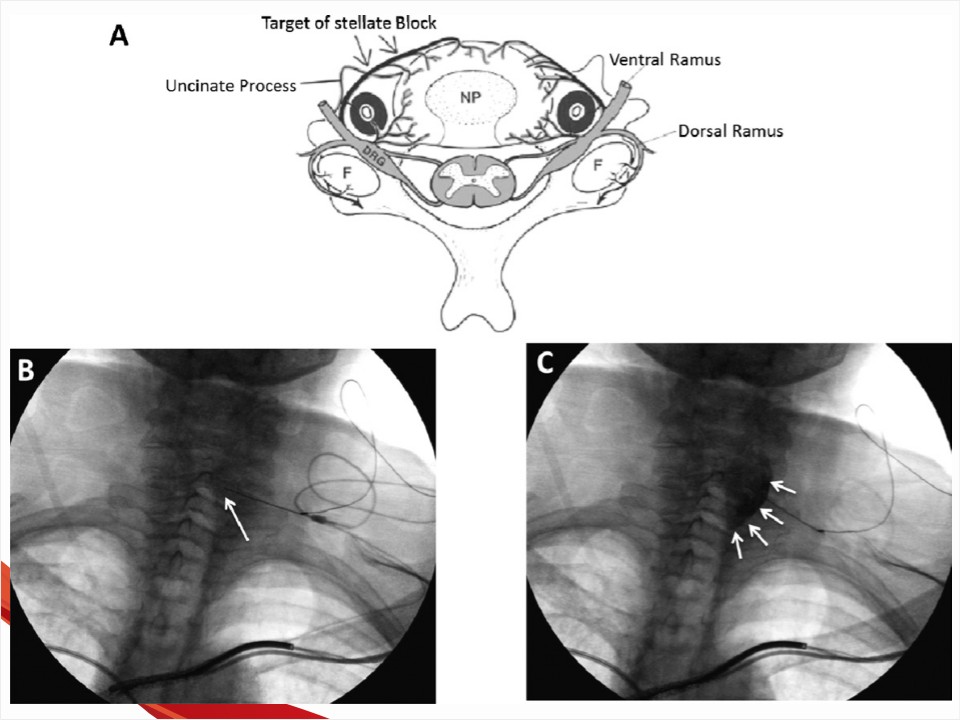 Target of stellate Block
A
Ventral Ramus
Uncinate Process
NP
Dorsal Ramus
DRG
F
F
B
C